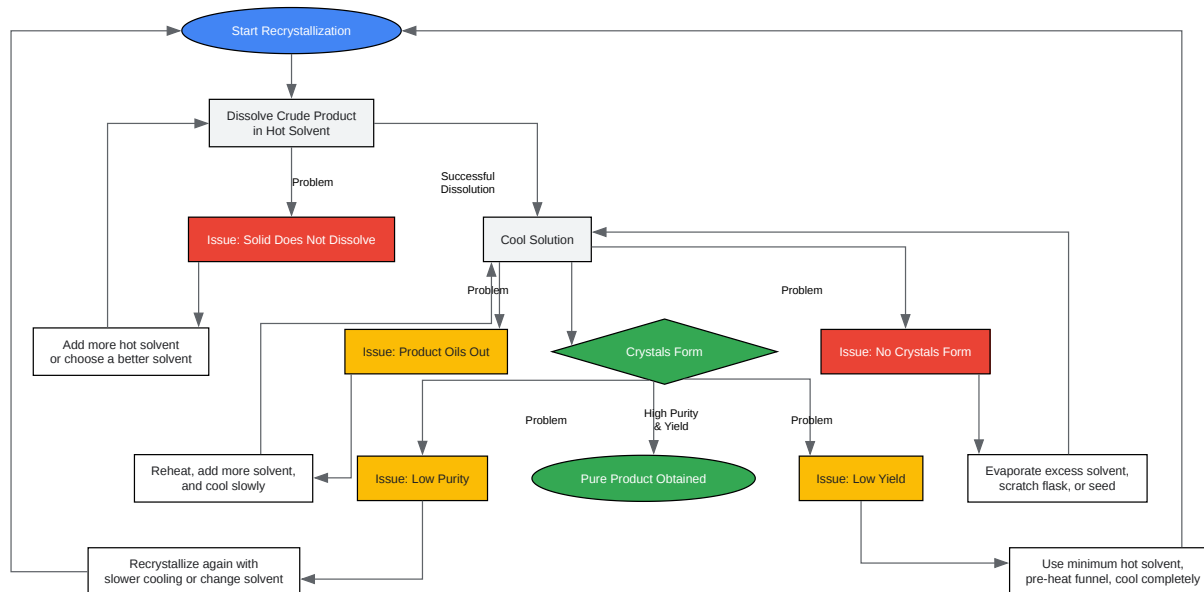 Start Recrystallization
Dissolve Crude Product
in Hot Solvent
Problem
Successful
Dissolution
Issue: Solid Does Not Dissolve
Cool Solution
Problem
Problem
Add more hot solvent
or choose a better solvent
Issue: Product Oils Out
Crystals Form
Issue: No Crystals Form
Problem
High Purity
& Yield
Problem
Reheat, add more solvent,
and cool slowly
Issue: Low Purity
Pure Product Obtained
Issue: Low Yield
Evaporate excess solvent,
scratch flask, or seed
Recrystallize again with
slower cooling or change solvent
Use minimum hot solvent,
pre-heat funnel, cool completely